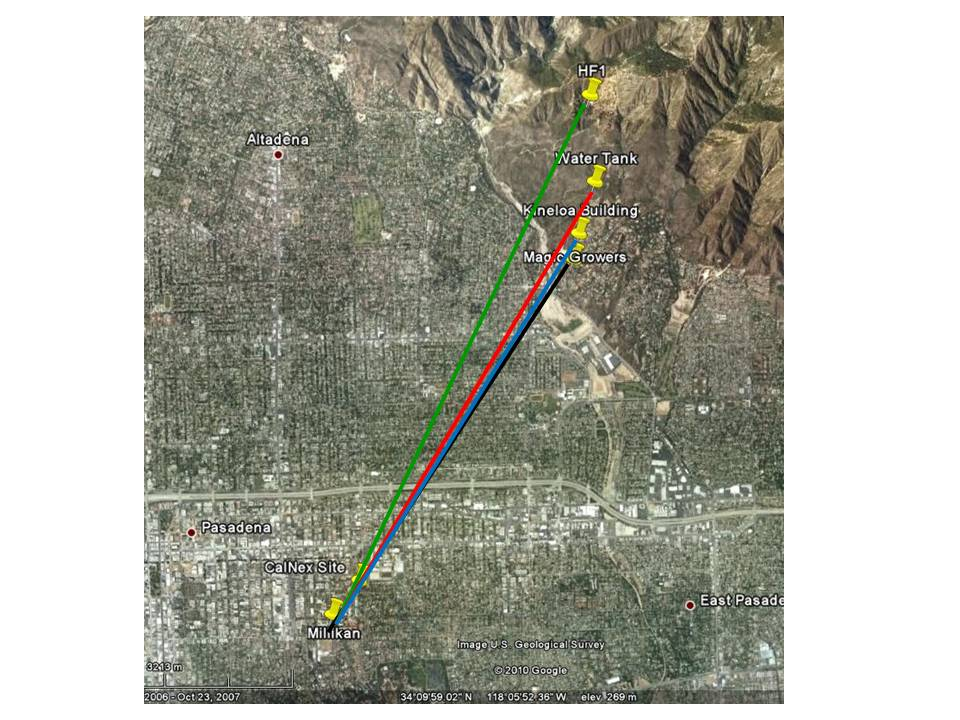 HF1
Altadena
Water Tank
Kineloa Building
Magic Growers
Pasadena
CalNex Site
East Pasade
Millikan
Image U.S. Geological Survey
3213 m
© 2010 Google
2006 - Oct 23, 2007
34°09'59.02" N 118°05'52.36" W elev 269 m